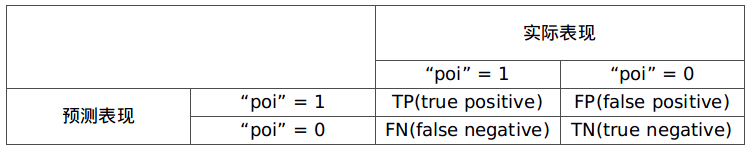 实际表现
“poi” = 1 “poi” = 0
预测表现 “poi” = 1 TP(true positive) FP(false positive)
“poi” = 0 FN(false negative) TN(true negative)